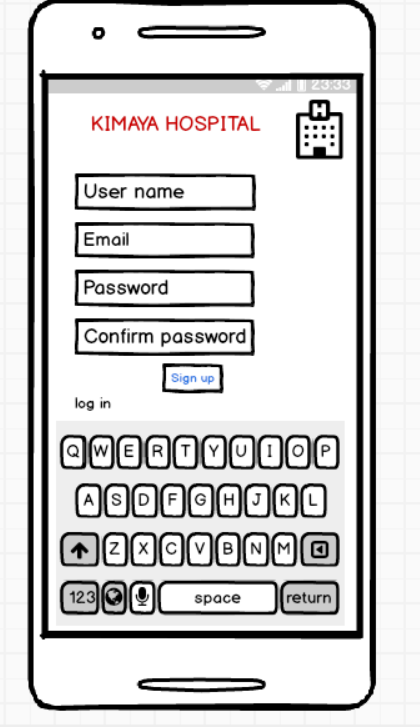 23:33
H
KIMAYA HOSPITAL
User name
Email
Password
Confirm password
Sign up
log in
Q W E R T Y U I O P
A S D F G H J K L
Z X C V B N M
123 space return